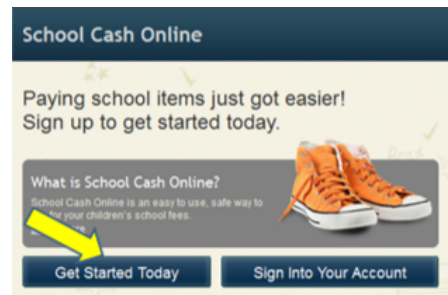 School Cash Online
Paying school items just got easier!
Sign up to get started today.
What is School Cash Online?
School Cash Online is an easy to use, safe way to
for your children's school fees.
Get Started Today
Sign Into Your Account